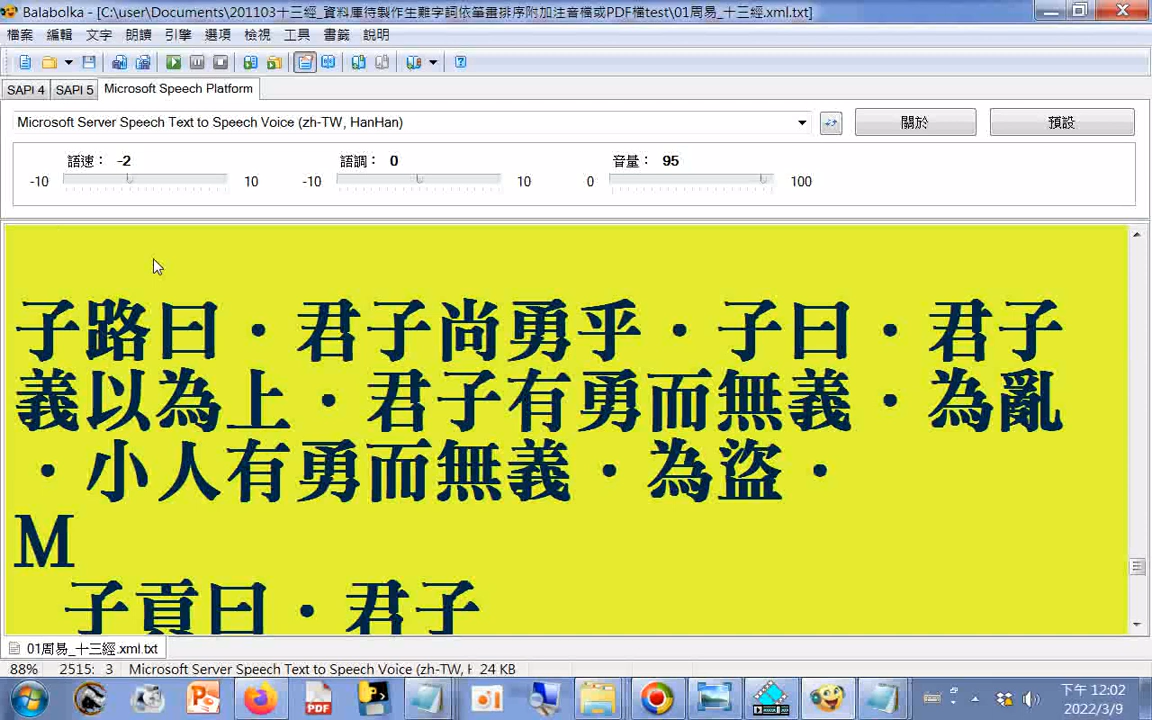 Balabolka - [C:\user\Documents\201103十三經_資料庫待製作生難字詞依筆畫排序附加注音檔或PDF檔test\01周易_十三經.xml.txt]
檔案 編輯 文字 朗讀 引擎 選項 檢視 工具 書籤 說明
SAPI 4 SAPI 5 Microsoft Speech Platform
Microsoft Server Speech Text to Speech Voice (zh-TW, HanHan) 關於 預設
語速： -2 語調： 0 音量： 95
-10 10 -10 10 0 100
子路曰．君子尚勇乎．子曰．君子
義以為上．君子有勇而無義．為亂
．小人有勇而無義．為盜．
M
子貢曰．君子
01周易_十三經.xml.txt
88% 2515: 3 Microsoft Server Speech Text to Speech Voice (zh-TW, H 24 KB
PDF
下午 12:02
2022/3/9